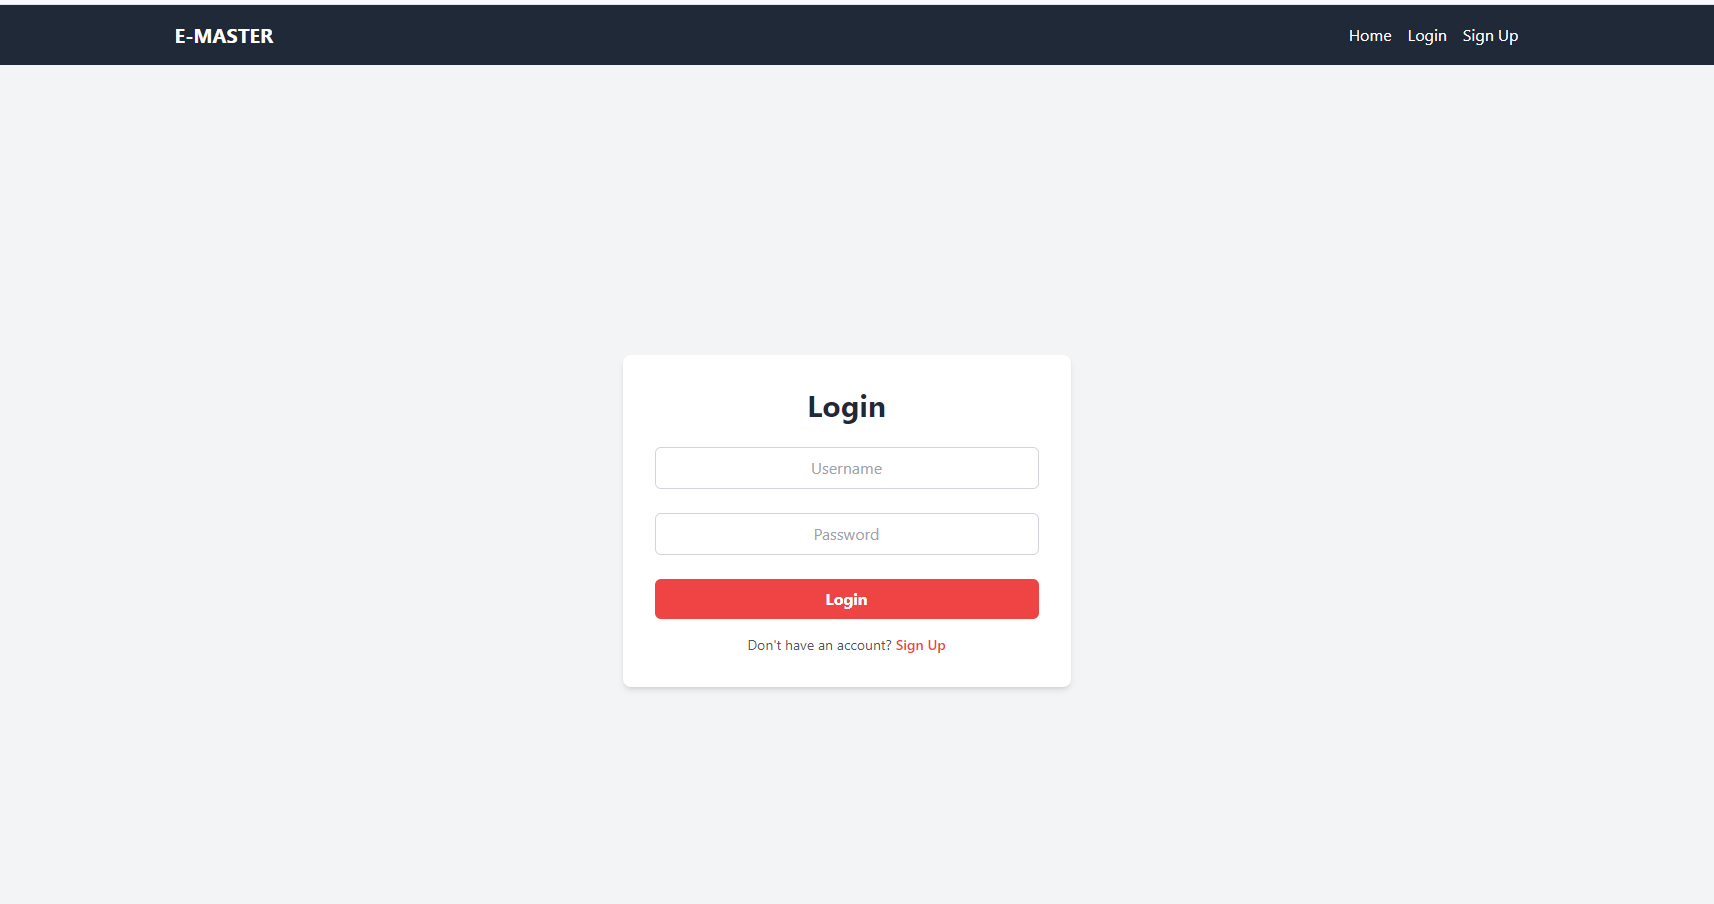 E-MASTER Home Login Sign Up
Login
Username
Password
Login
Don't have an account? Sign Up